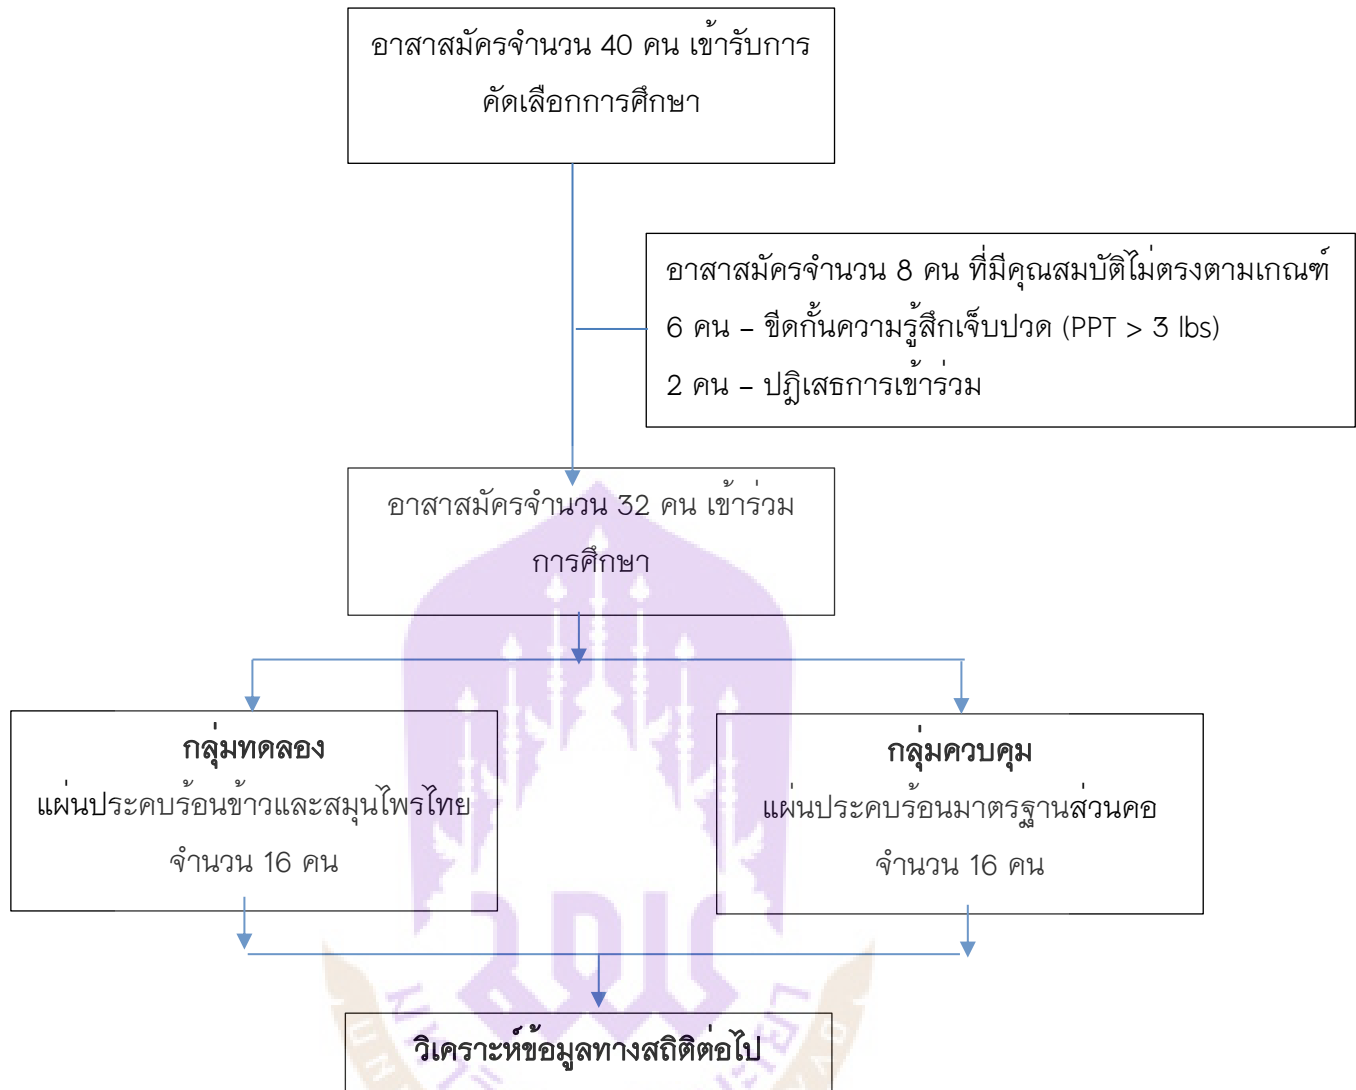 อาสาสมัครจำนวน 40 คน เข้ารับการ
คัดเลือกการศึกษา
อาสาสมัครจำนวน 8 คน ที่มีคุณสมบัติไม่ตรงตามเกณฑ์
6 คน – ขีดกั้นความรู้สึกเจ็บปวด (PPT > 3 lbs)
2 คน – ปฎิเสธการเข้าร่วม
อาสาสมัครจำนวน 32 คน เข้าร่วม
การศึกษา
กลุ่มทดลอง
แผ่นประคบร้อนข้าวและสมุนไพรไทย
จำนวน 16 คน
กลุ่มควบคุม
แผ่นประคบร้อนมาตรฐานส่วนคอ
จำนวน 16 คน
วิเคราะห์ข้อมูลทางสถิติต่อไป